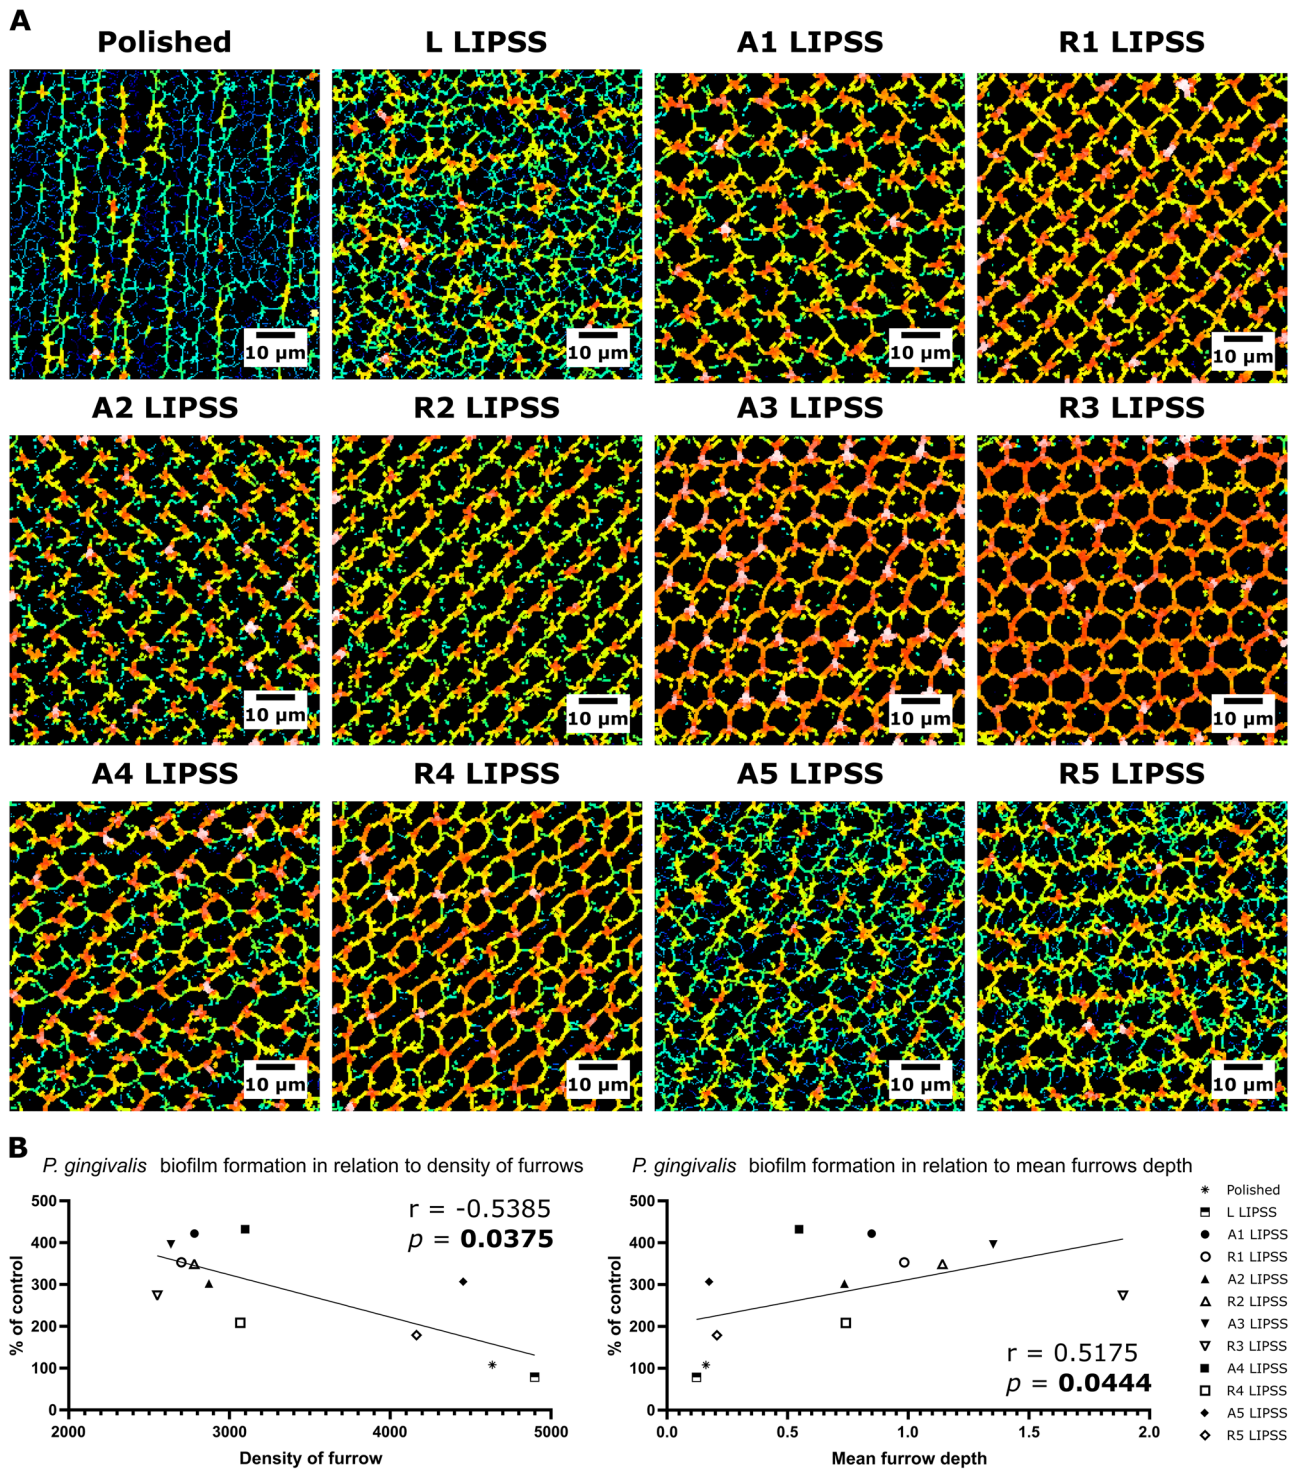 A
Polished
L LIPSS
A1 LIPSS
R1 LIPSS
10 µm
10 µm
10 µm
10 µm
A2 LIPSS
R2 LIPSS
A3 LIPSS
R3 LIPSS
10 µm
10 µm
10 µm
10 µm
A4 LIPSS
R4 LIPSS
A5 LIPSS
R5 LIPSS
10 µm
10 µm
10 µm
10 µm
B
P. gingivalis biofilm formation in relation to density of furrows
r = -0.5385
p = 0.0375
% of control
500
400
300
200
100
0
2000
3000
4000
5000
Density of furrow
P. gingivalis biofilm formation in relation to mean furrows depth
r = 0.5175
p = 0.0444
% of control
500
400
300
200
100
0
0.0
0.5
1.0
1.5
2.0
Mean furrow depth
Polished
L LIPSS
A1 LIPSS
R1 LIPSS
A2 LIPSS
R2 LIPSS
A3 LIPSS
R3 LIPSS
A4 LIPSS
R4 LIPSS
A5 LIPSS
R5 LIPSS